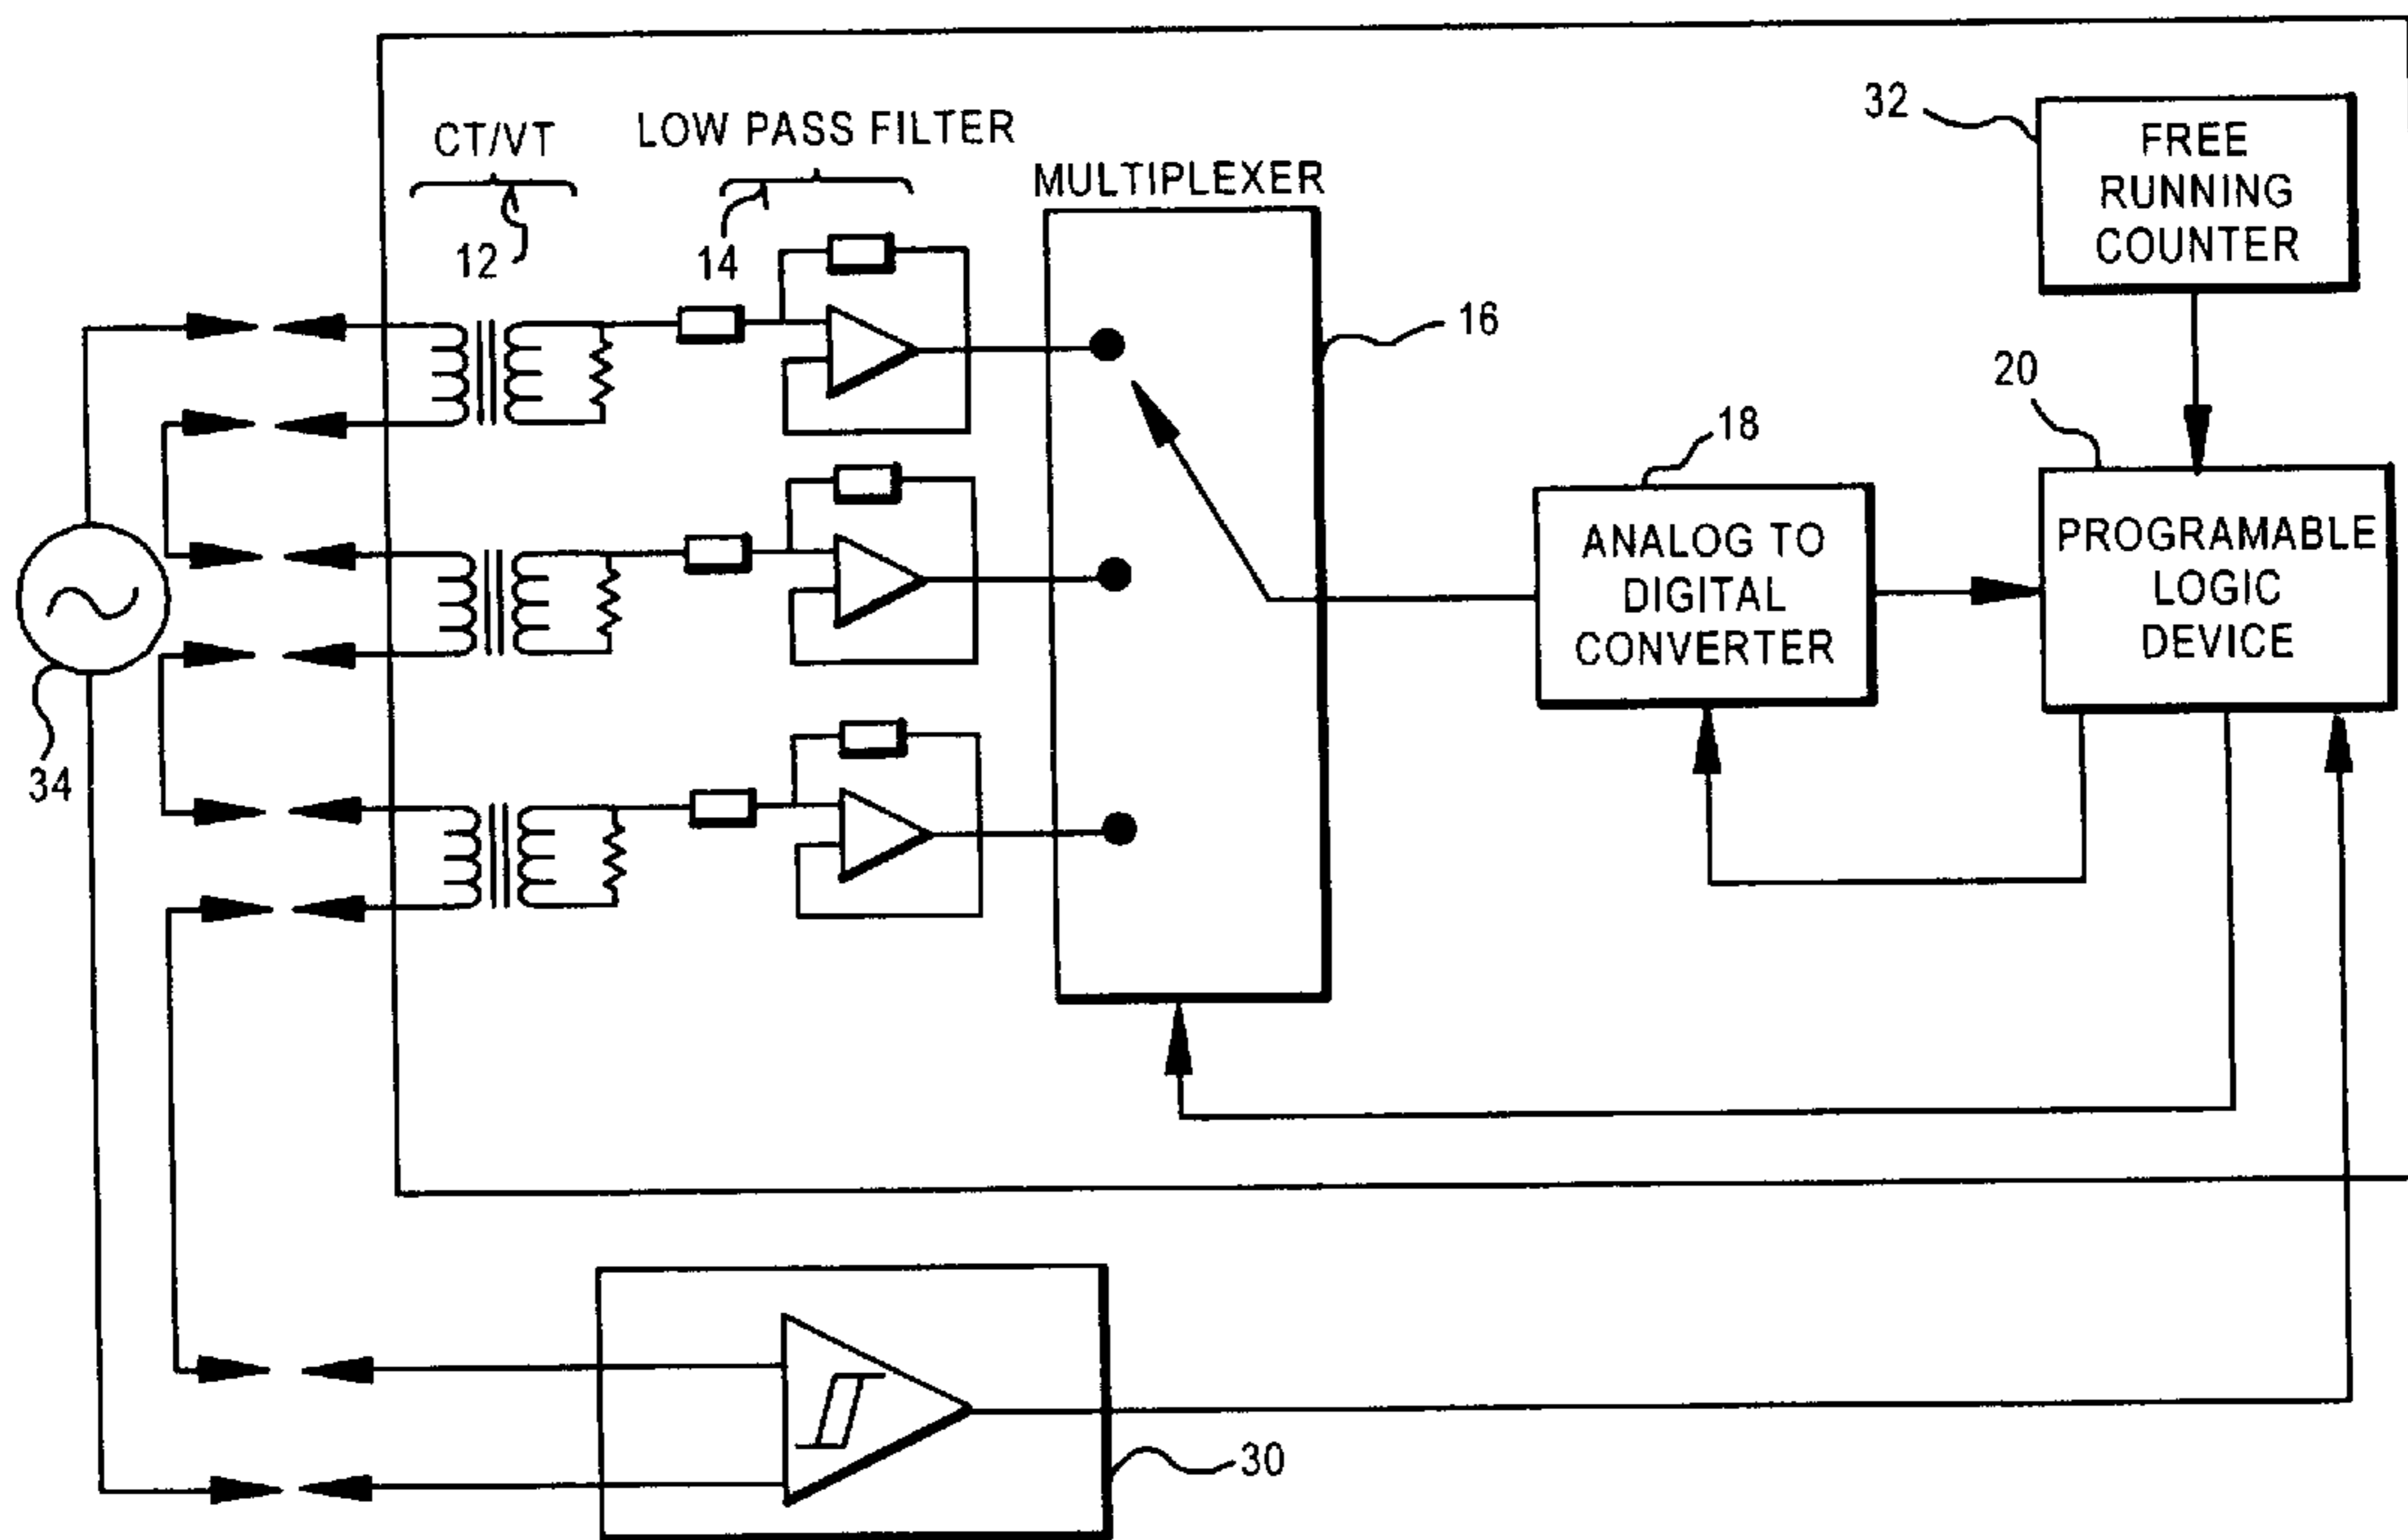 CT/VT
12
LOW PASS FILTER
14
MULTIPLEXER
16
32
FREE
RUNNING
COUNTER
20
18
ANALOG TO
DIGITAL
CONVERTER
PROGRAMABLE
LOGIC
DEVICE
34
30